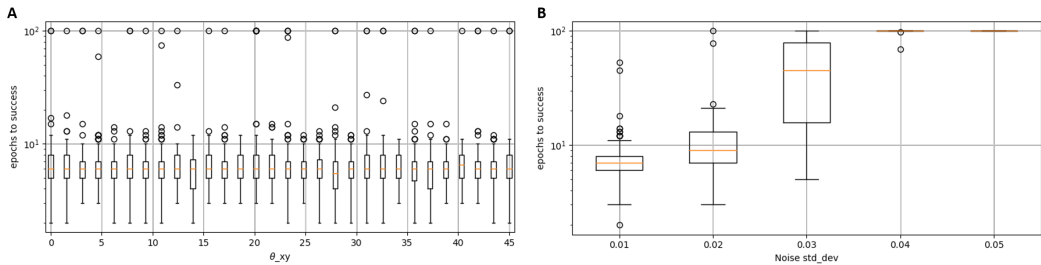 A
B
epochs to success
10²
10¹
0 5 10 15 20 25 30 35 40 45
θ_xy
epochs to success
10²
10¹
0.01 0.02 0.03 0.04 0.05
Noise std_dev